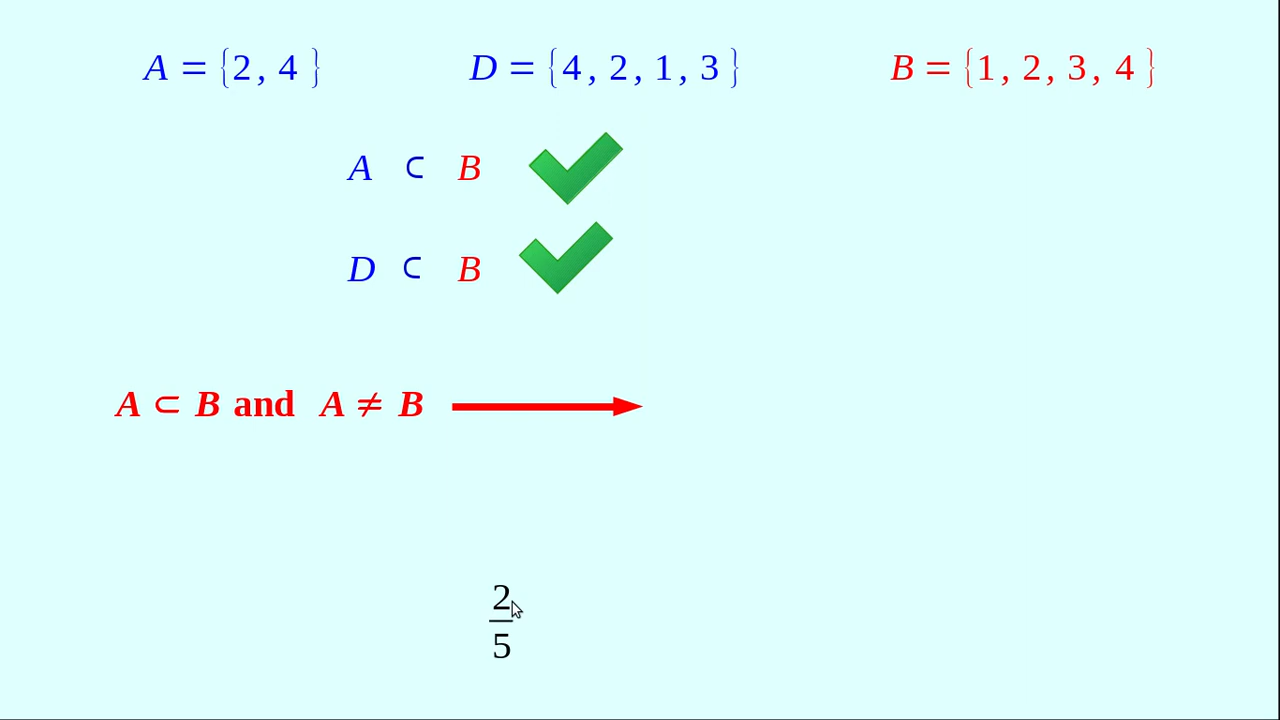 A = {2, 4 } D = {4, 2, 1, 3 } B = {1, 2, 3, 4 }
A ⊂ B
D ⊂ B
A ⊂ B and A ≠ B
2
5